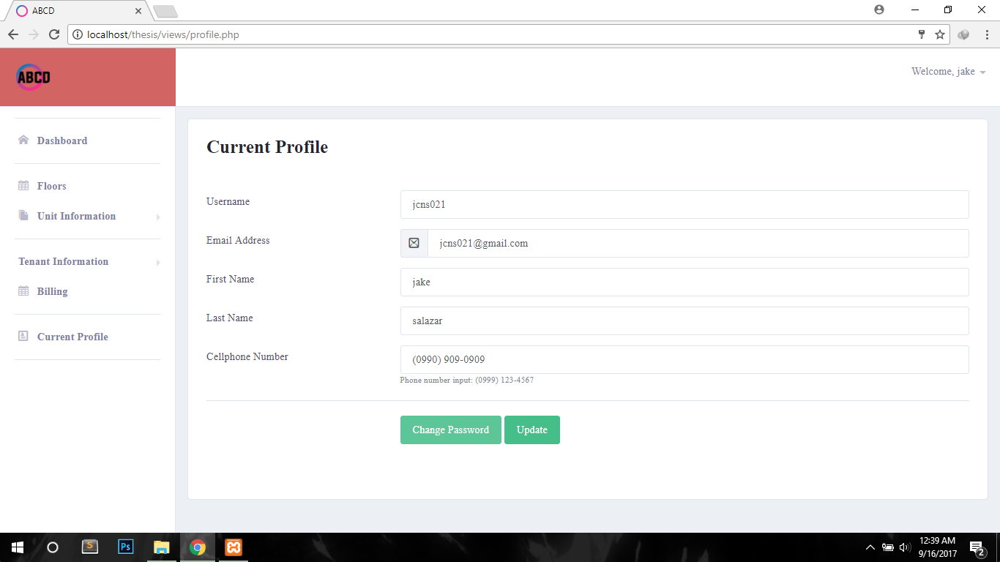 ABCD
localhost/thesis/views/profile.php
ABCD
Welcome, jake
Dashboard
Floors
Unit Information
Tenant Information
Billing
Current Profile
Current Profile
Username
jcns021
Email Address
jcns021@gmail.com
First Name
jake
Last Name
salazar
Cellphone Number
(0990) 909-0909
Phone number input: (0999) 123-4567
Change Password
Update
S
Ps
12:39 AM
9/16/2017
2